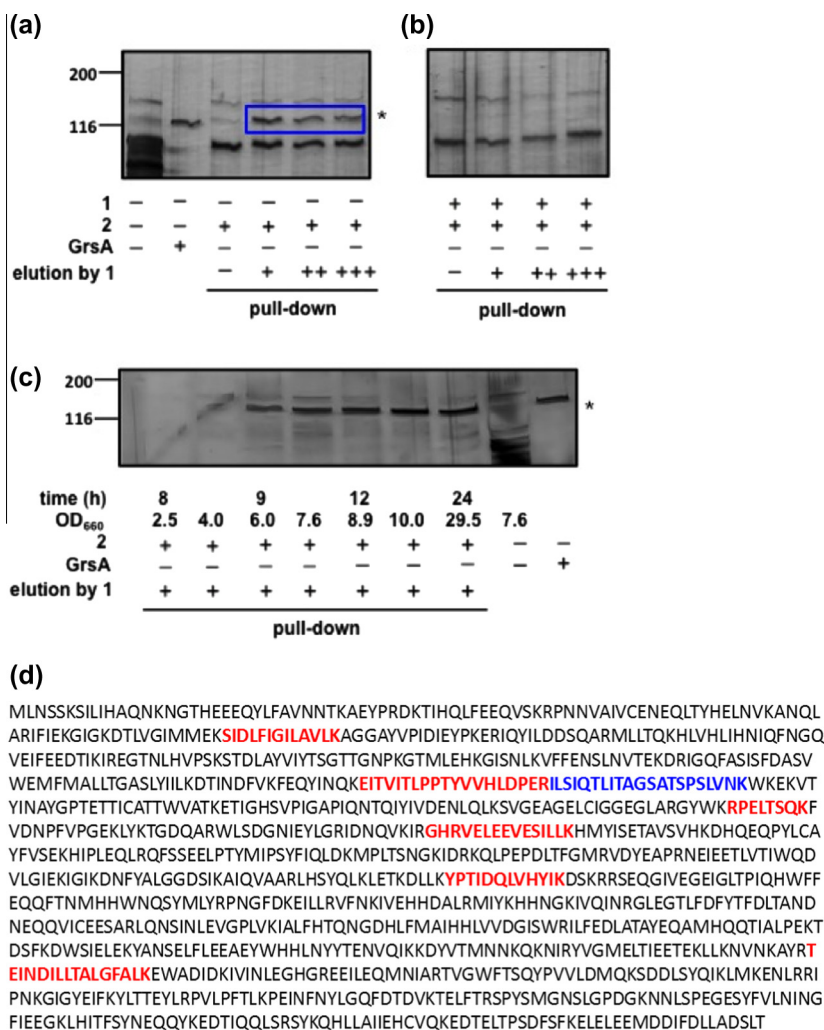 (a) (b)
200
116 *
1 − − − − − − + + + +
2 − − + + + + + + + +
GrsA − + − − − − − − − −
elution by 1 − + ++ +++ − + ++ +++
pull-down pull-down
(c)
200
116 *
time (h) 8 9 12 24
OD660 2.5 4.0 6.0 7.6 8.9 10.0 29.5 7.6
2 + + + + + + + − −
GrsA − − − − − − − − +
elution by 1 + + + + + + +
pull-down
(d)
MLNSSKSILIHAQNKNGTHEEEQYLFAVNNTKAEYPRDKTIHQLFEEQVSKRPNNVAIVCENEQLTYHELNVKANQL
ARIFIEKGIGKDTLVGIMMEKSIDLFIGILAVLKAGGAYVPIDIEYPKERIQYILDDSQARMLLTQKHLVHLIHNIQFNGQ
VEIFEEDTIKIREGTNLHVPSKSTDLAYVIYTSGTTGNPKGTMLEHKGISNLKVFFENSLNVTEKDRIGQFASISFDASV
WEMFMALLTGASLYIILKDTINDFVKFEQYINQKEITVITLPPTYVVHLDPERILSIQTLITAGSATSPSLVNKWKEKVT
YINAYGPTETTICATTWVATKETIGHSVPIGAPIQNTQIYIVDENLQLKSVGEAGELCIGGEGLARGYWKRPELTSQKF
VDNPFVPGEKLYKTGDQARWLSDGNIEYLGRIDNQVKIRGHRVELEEVESILLKHMYISETAVSVHKDHQEQPYLCA
YFVSEKHIPLEQLRQFSSEELPTYMIPSYFIQLDKMPLTSNGKIDRKQLPEPDLTFGMRVDYEAPRNEIEETLVTIWQD
VLGIEKIGIKDNFYALGGDSIKAIQVAARLHSYQLKLETKDLLKYPTIDQLVHYIKDSKRRSEQGIVEGEIGLTPIQHWFF
EQQFTNMHHWNQSYMLYRPNGFDKEILLRVFNKIVEHHDALRMIYKHHNGKIVQINRGLEGTLFDFYTFDLTAND
NEQQVICEESARLQNSINLEVGPLVKIALFHTQNGDHLFMAIHHLVVDGISWRILFEDLATAYEQAMHQQTIALPEKT
DSFKDWSIELEKYANSELFLEEAEYWHHLNYYTENVQIKKDYVTMNNKQKNIRYVGMELTIEETEKLLKNVNKAYRT
EINDILLTALGFALKEWADIDKIVINLEGHGREEILEQMNIARTVGWFTSQYPVVLDMQKSDDLSYQIKLMKENLRRI
PNKGIGYEIFKYLTTEYLRPVLPFTLKPEINFNYLGQFDTDVKTELFTRSPYSMGNSLGPDGKNNLSPEGESYFVLNING
FIEEGKLHITFSYNEQQYKEDTIQQLSRSYKQHLLAIIEHCVQKEDTELTPSDFSFKELELEEMDDIFDLLADSLT